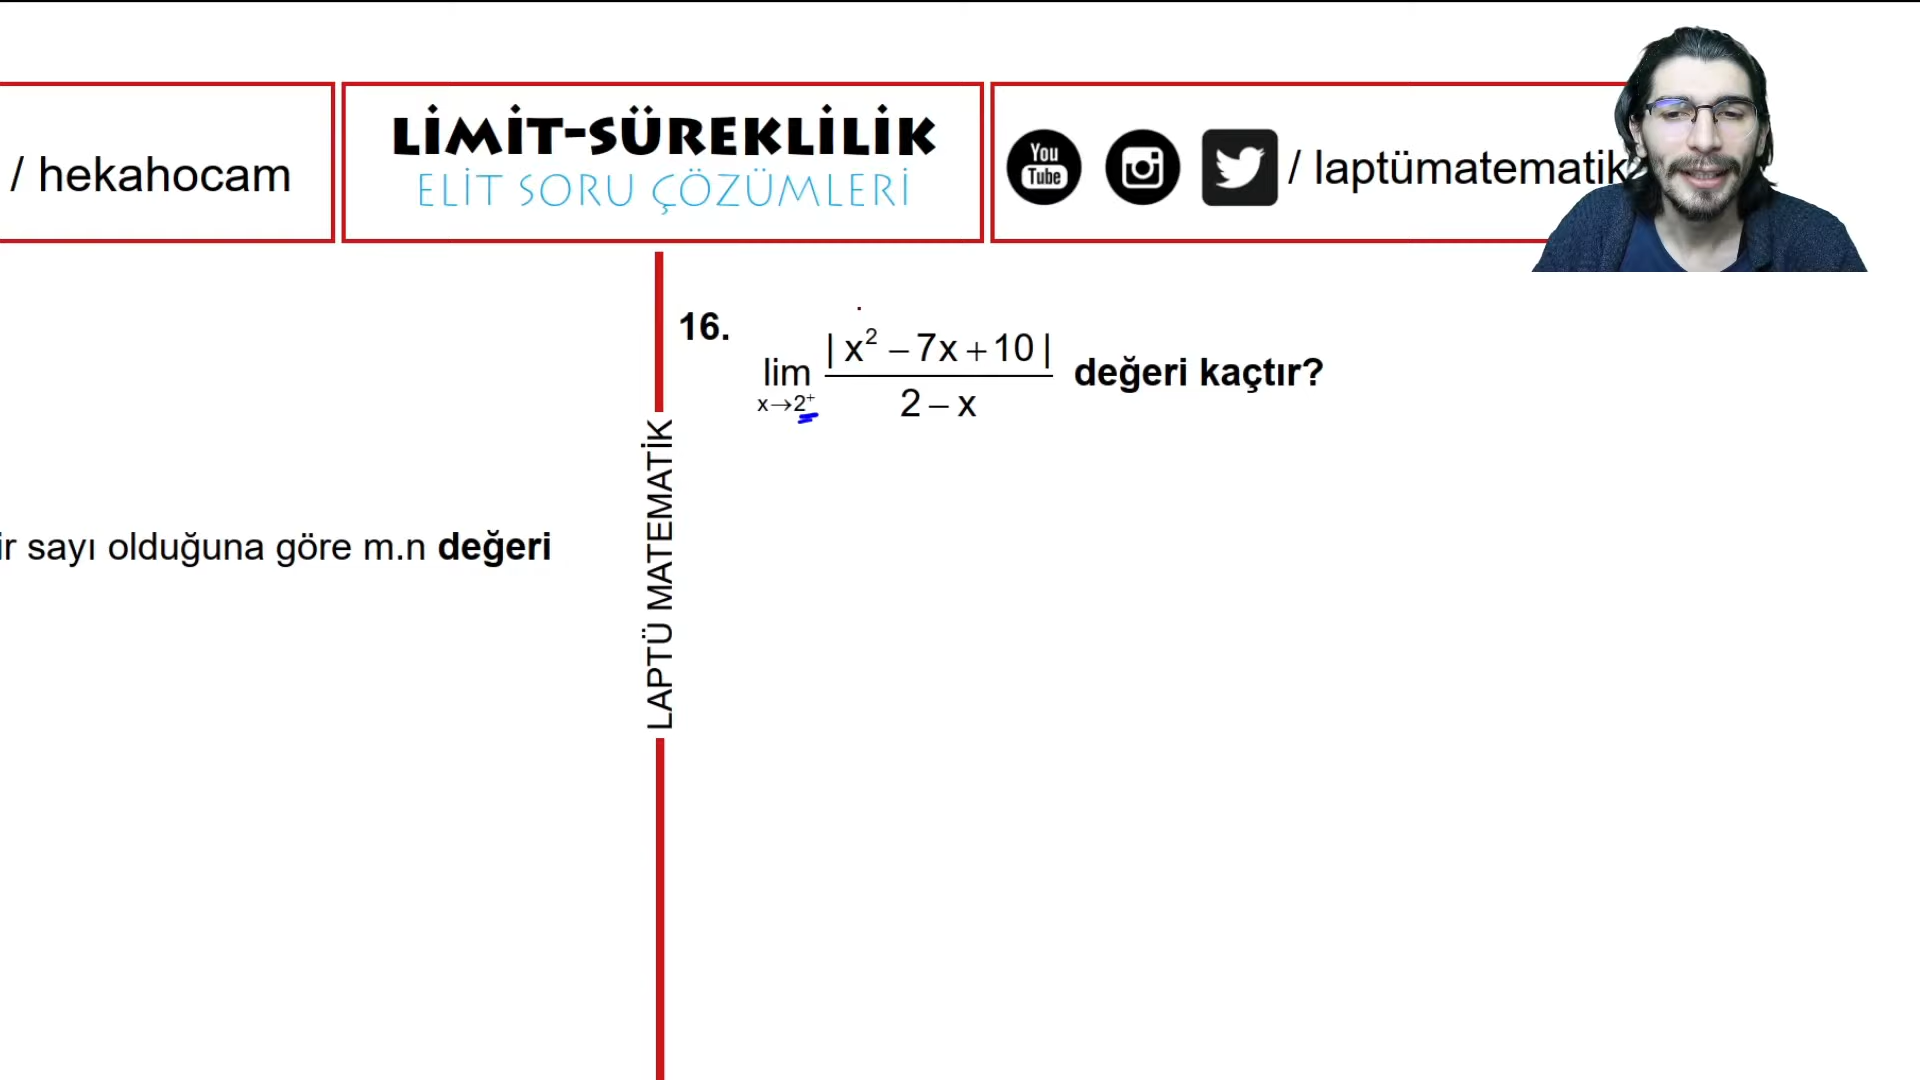 / hekahocam
LİMİT-SÜREKLİLİK
ELİT SORU ÇÖZÜMLERİ
You
Tube
/ laptümatematik
16.
lim x→2⁺ |x² – 7x + 10| / 2 – x değeri kaçtır?
LAPTÜ MATEMATİK
ir sayı olduğuna göre m.n değeri